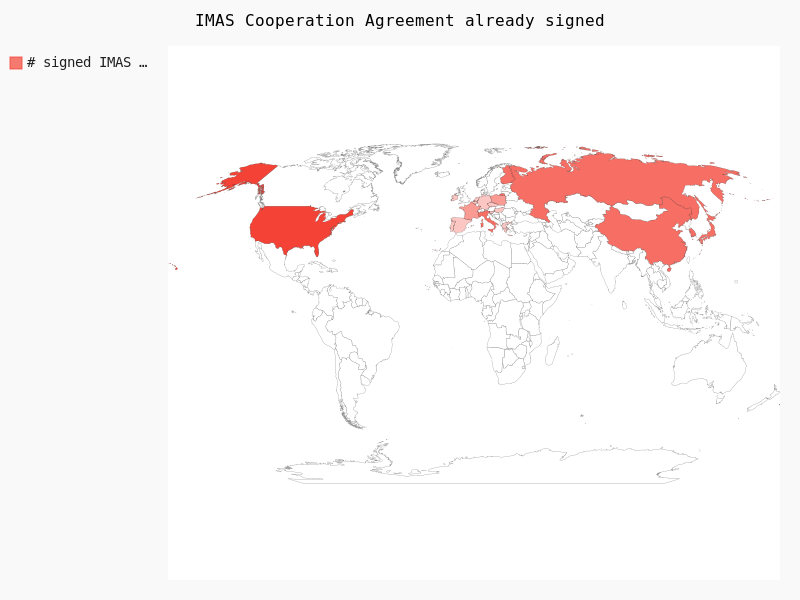 IMAS Cooperation Agreement already signed
# signed IMAS …